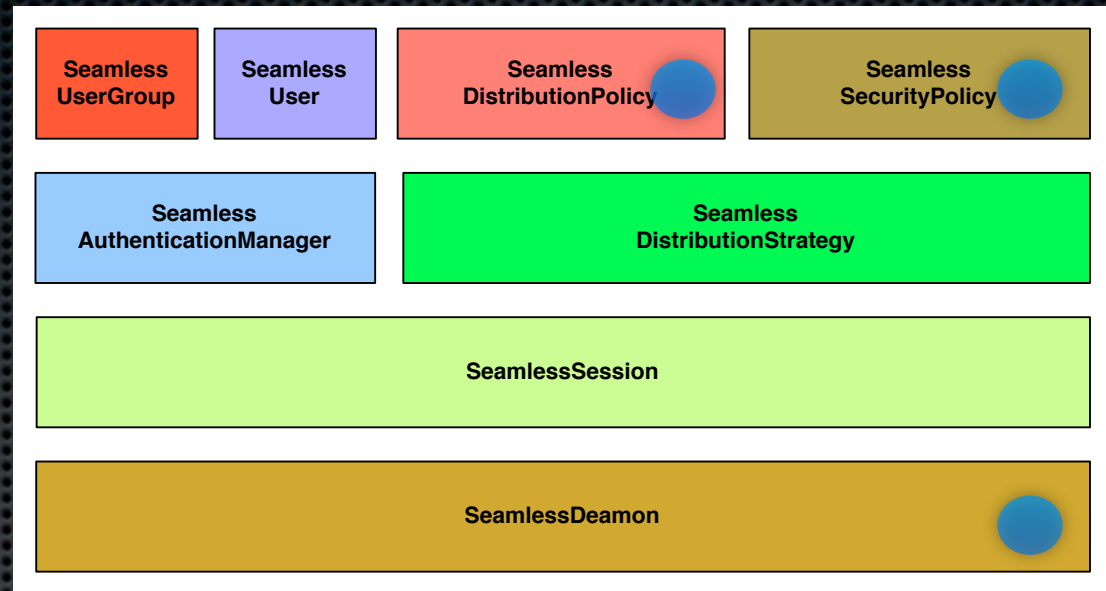 Seamless
UserGroup
Seamless
User
Seamless
DistributionPolicy
Seamless
SecurityPolicy
Seamless
AuthenticationManager
Seamless
DistributionStrategy
SeamlessSession
SeamlessDeamon